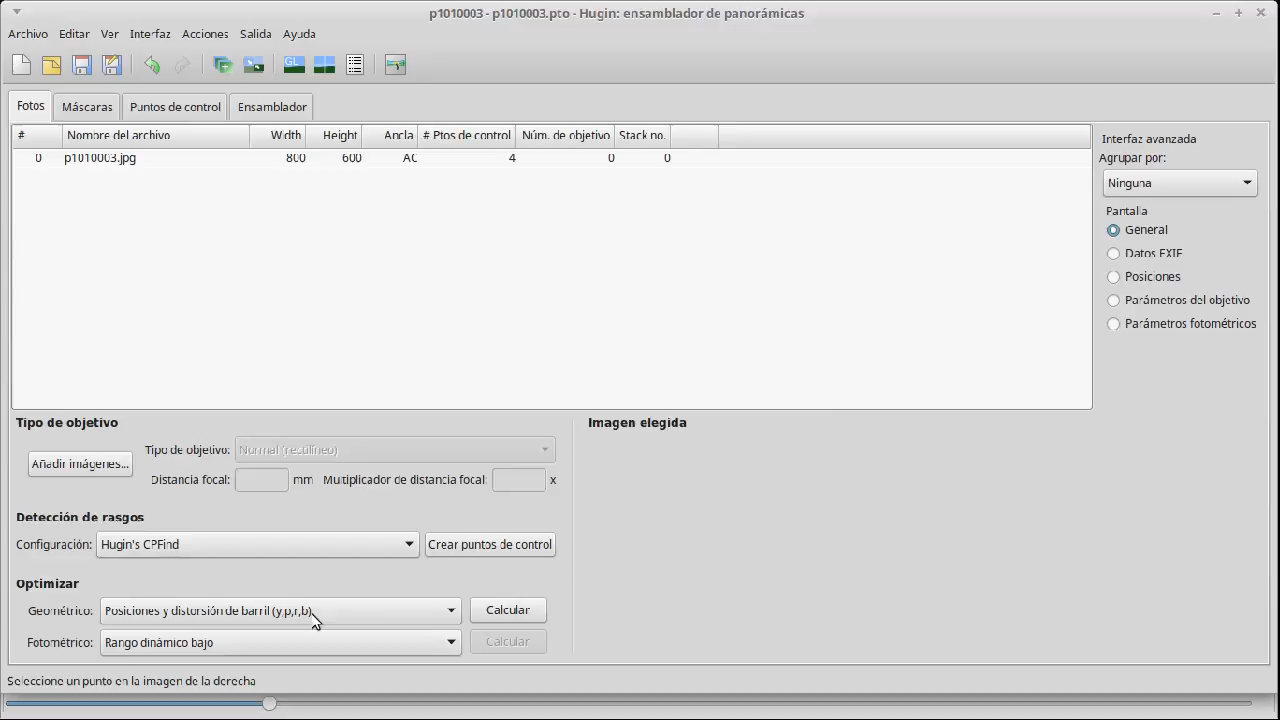 p1010003 - p1010003.pto - Hugin: ensamblador de panorámicas
Archivo Editar Ver Interfaz Acciones Salida Ayuda
GL
Fotos Máscaras Puntos de control Ensamblador
# Nombre del archivo Width Height Ancla # Ptos de control Núm. de objetivo Stack no.
0 p1010003.jpg 800 600 AC 4 0 0
Interfaz avanzada
Agrupar por:
Ninguna
Pantalla
General
Datos EXIF
Posiciones
Parámetros del objetivo
Parámetros fotométricos
Tipo de objetivo
Imagen elegida
Añadir imágenes...
Tipo de objetivo: Normal (rectilíneo)
Distancia focal: mm Multiplicador de distancia focal: x
Detección de rasgos
Configuración: Hugin's CPFind Crear puntos de control
Optimizar
Geométrico: Posiciones y distorsión de barril (y,p,r,b) Calcular
Fotométrico: Rango dinámico bajo Calcular
Seleccione un punto en la imagen de la derecha